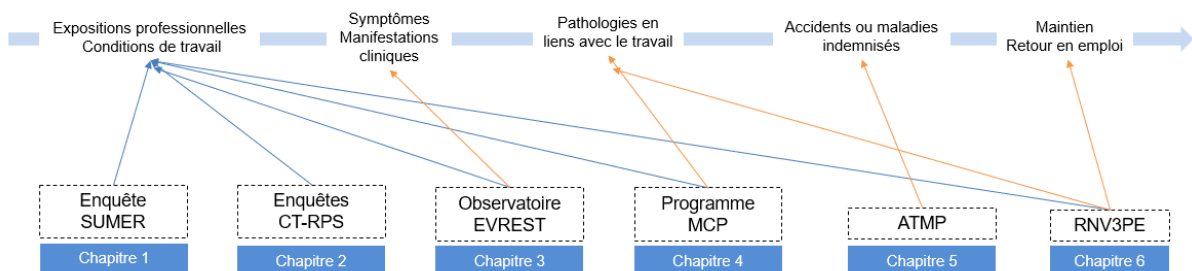 Expositions professionnelles
Conditions de travail
Symptômes
Manifestations
cliniques
Pathologies en
liens avec le travail
Accidents ou maladies
indemnisés
Maintien
Retour en emploi
Enquête
SUMER
Enquêtes
CT-RPS
Observatoire
EVREST
Programme
MCP
ATMP
RNV3PE
Chapitre 1
Chapitre 2
Chapitre 3
Chapitre 4
Chapitre 5
Chapitre 6